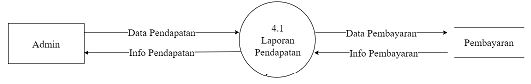 4.1
Data Pendapatan
Laporan
Data Pembayaran
Admin
Pembayaran
Info Pendapatan
Pendapatan
Info Pembayaran